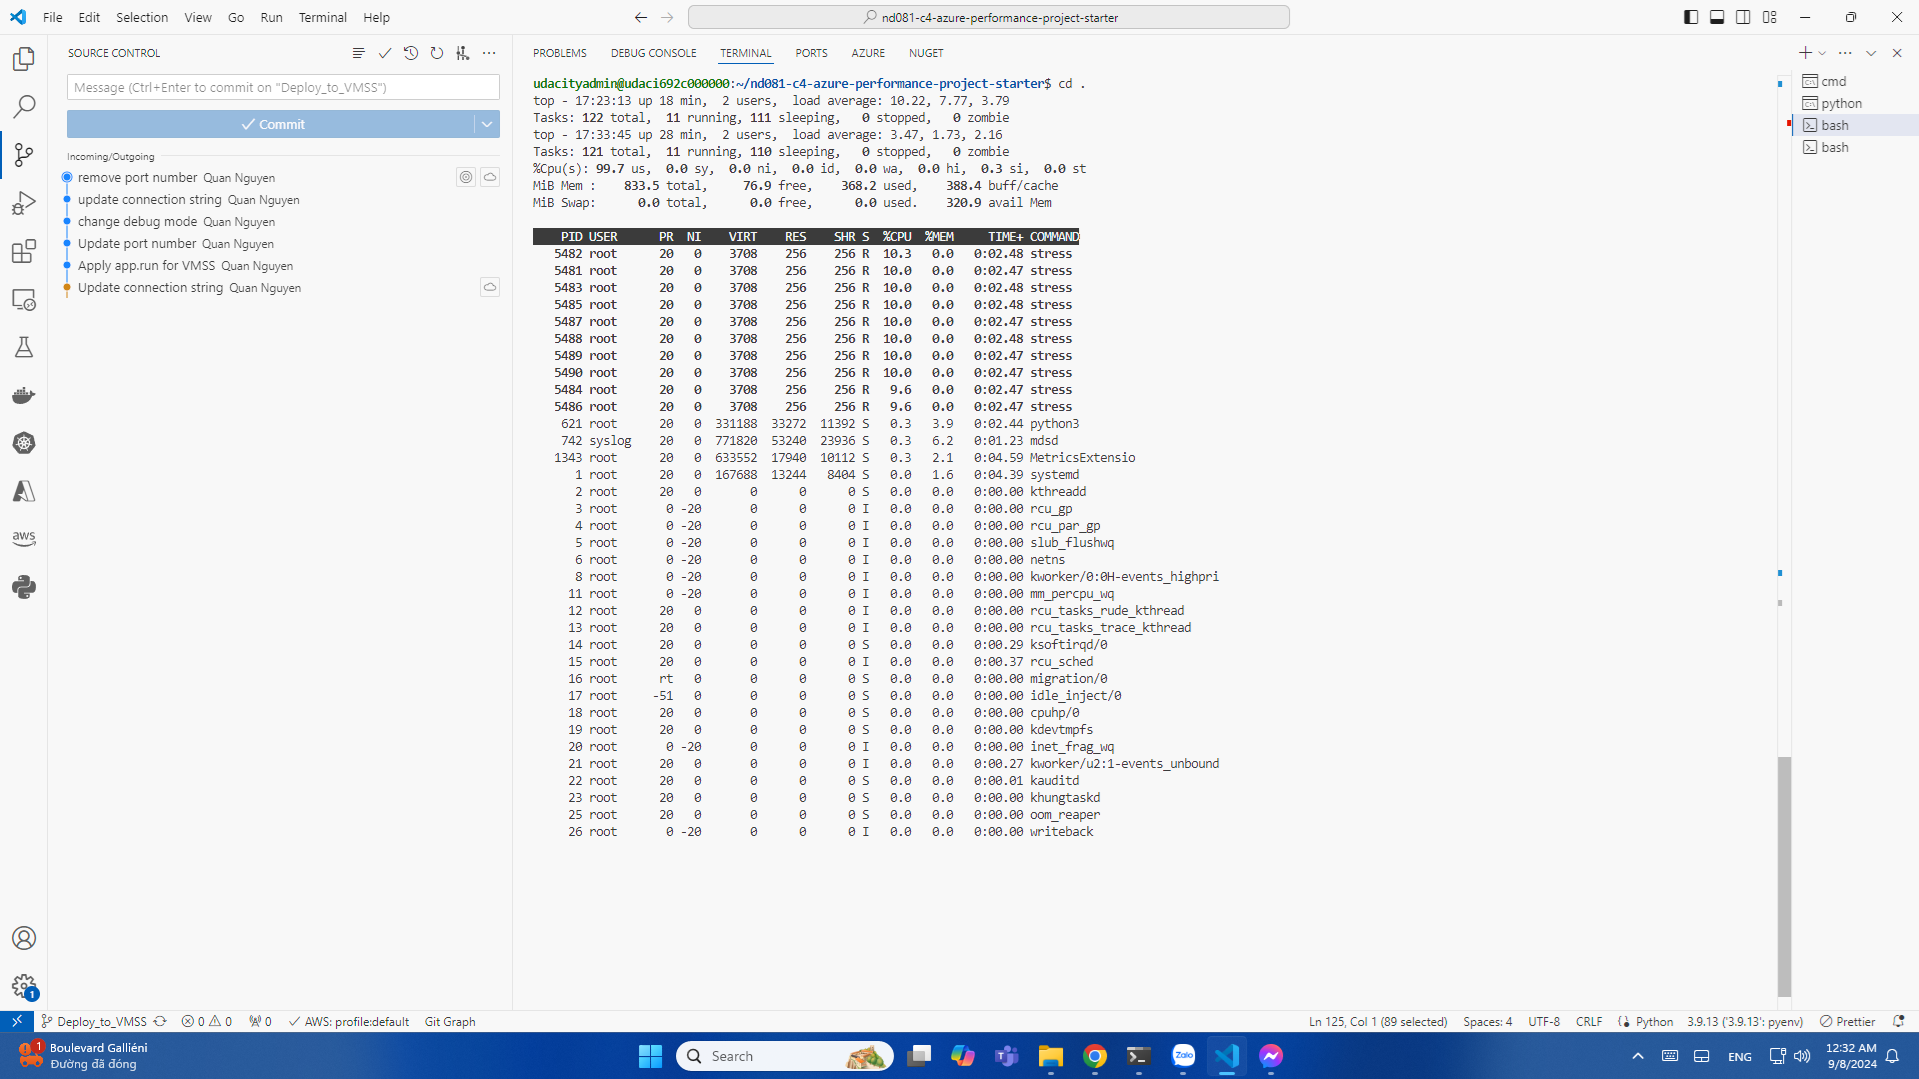 File Edit Selection View Go Run Terminal Help
nd081-c4-azure-performance-project-starter
SOURCE CONTROL
Message (Ctrl+Enter to commit on "Deploy_to_VMSS")
Commit
Incoming/Outgoing
remove port number Quan Nguyen
update connection string Quan Nguyen
change debug mode Quan Nguyen
Update port number Quan Nguyen
Apply app.run for VMSS Quan Nguyen
Update connection string Quan Nguyen
aws
1
PROBLEMS DEBUG CONSOLE TERMINAL PORTS AZURE NUGET
udacityadmin@udaci692c000000:~/nd081-c4-azure-performance-project-starter$ cd .
top - 17:23:13 up 18 min,  2 users,  load average: 10.22, 7.77, 3.79
Tasks: 122 total,  11 running, 111 sleeping,   0 stopped,   0 zombie
top - 17:33:45 up 28 min,  2 users,  load average: 3.47, 1.73, 2.16
Tasks: 121 total,  11 running, 110 sleeping,   0 stopped,   0 zombie
%Cpu(s): 99.7 us,  0.0 sy,  0.0 ni,  0.0 id,  0.0 wa,  0.0 hi,  0.3 si,  0.0 st
MiB Mem :    833.5 total,     76.9 free,    368.2 used,    388.4 buff/cache
MiB Swap:      0.0 total,      0.0 free,      0.0 used.    320.9 avail Mem
PID USER PR NI VIRT RES SHR S %CPU %MEM TIME+ COMMAND
5482 root 20 0 3708 256 256 R 10.3 0.0 0:02.48 stress
5481 root 20 0 3708 256 256 R 10.0 0.0 0:02.47 stress
5483 root 20 0 3708 256 256 R 10.0 0.0 0:02.48 stress
5485 root 20 0 3708 256 256 R 10.0 0.0 0:02.48 stress
5487 root 20 0 3708 256 256 R 10.0 0.0 0:02.47 stress
5488 root 20 0 3708 256 256 R 10.0 0.0 0:02.48 stress
5489 root 20 0 3708 256 256 R 10.0 0.0 0:02.47 stress
5490 root 20 0 3708 256 256 R 10.0 0.0 0:02.47 stress
5484 root 20 0 3708 256 256 R 9.6 0.0 0:02.47 stress
5486 root 20 0 3708 256 256 R 9.6 0.0 0:02.47 stress
621 root 20 0 331188 33272 11392 S 0.3 3.9 0:02.44 python3
742 syslog 20 0 771820 53240 23936 S 0.3 6.2 0:01.23 mdsd
1343 root 20 0 633552 17940 10112 S 0.3 2.1 0:04.59 MetricsExtensio
1 root 20 0 167688 13244 8404 S 0.0 1.6 0:04.39 systemd
2 root 20 0 0 0 0 S 0.0 0.0 0:00.00 kthreadd
3 root 0 -20 0 0 0 I 0.0 0.0 0:00.00 rcu_gp
4 root 0 -20 0 0 0 I 0.0 0.0 0:00.00 rcu_par_gp
5 root 0 -20 0 0 0 I 0.0 0.0 0:00.00 slub_flushwq
6 root 0 -20 0 0 0 I 0.0 0.0 0:00.00 netns
8 root 0 -20 0 0 0 I 0.0 0.0 0:00.00 kworker/0:0H-events_highpri
11 root 0 -20 0 0 0 I 0.0 0.0 0:00.00 mm_percpu_wq
12 root 20 0 0 0 0 I 0.0 0.0 0:00.00 rcu_tasks_rude_kthread
13 root 20 0 0 0 0 I 0.0 0.0 0:00.00 rcu_tasks_trace_kthread
14 root 20 0 0 0 0 S 0.0 0.0 0:00.29 ksoftirqd/0
15 root 20 0 0 0 0 I 0.0 0.0 0:00.37 rcu_sched
16 root rt 0 0 0 0 S 0.0 0.0 0:00.00 migration/0
17 root -51 0 0 0 0 S 0.0 0.0 0:00.00 idle_inject/0
18 root 20 0 0 0 0 S 0.0 0.0 0:00.00 cpuhp/0
19 root 20 0 0 0 0 S 0.0 0.0 0:00.00 kdevtmpfs
20 root 0 -20 0 0 0 I 0.0 0.0 0:00.00 inet_frag_wq
21 root 20 0 0 0 0 I 0.0 0.0 0:00.27 kworker/u2:1-events_unbound
22 root 20 0 0 0 0 S 0.0 0.0 0:00.01 kauditd
23 root 20 0 0 0 0 S 0.0 0.0 0:00.00 khungtaskd
25 root 20 0 0 0 0 S 0.0 0.0 0:00.00 oom_reaper
26 root 0 -20 0 0 0 I 0.0 0.0 0:00.00 writeback
cmd
python
bash
bash
Deploy_to_VMSS 0 0 0 AWS: profile:default Git Graph
Ln 125, Col 1 (89 selected) Spaces: 4 UTF-8 CRLF Python 3.9.13 ('3.9.13': pyenv) Prettier
1
Boulevard Galliéni
Đường đã đóng
Search
Zalo
ENG
12:32 AM
9/8/2024